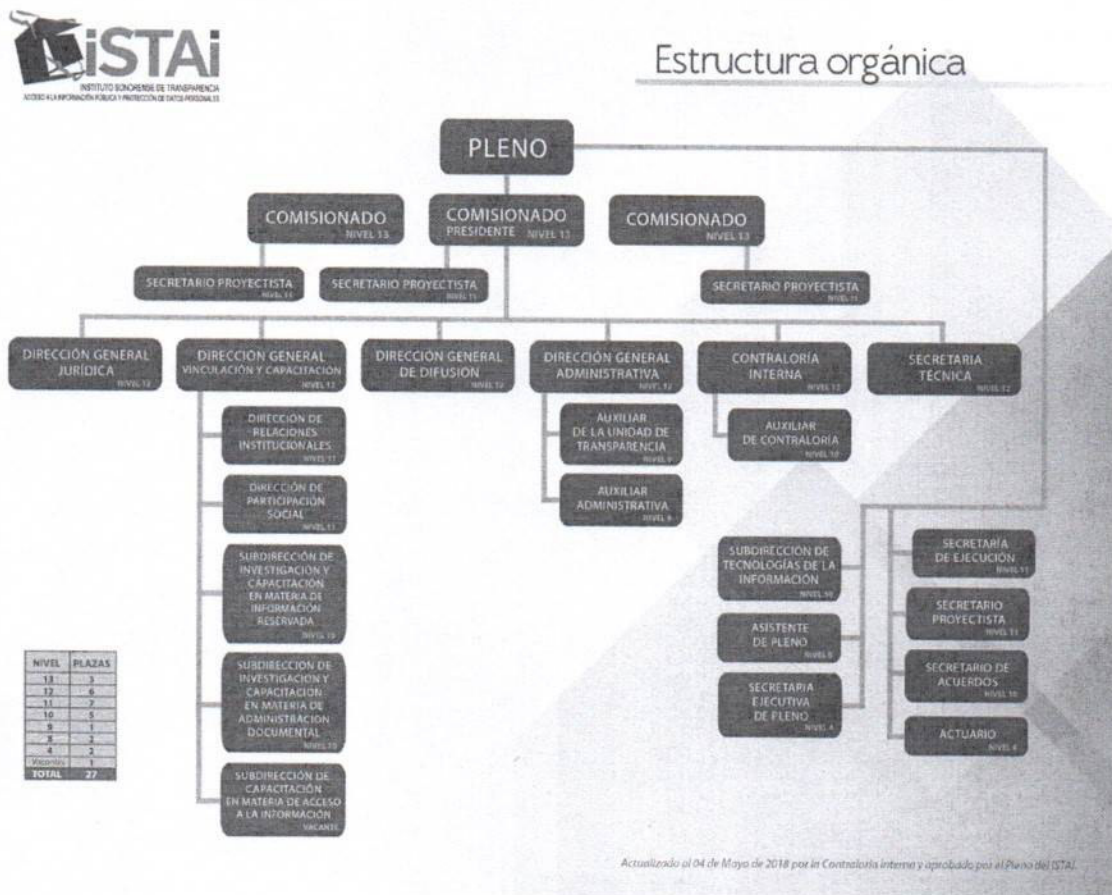 iSTAi
INSTITUTO SONORENSE DE TRANSPARENCIA
ACCESO A LA INFORMACIÓN PÚBLICA Y PROTECCIÓN DE DATOS PERSONALES
Estructura orgánica
PLENO
COMISIONADO
NIVEL 13
COMISIONADO
PRESIDENTE NIVEL 13
COMISIONADO
NIVEL 13
SECRETARIO PROYECTISTA
NIVEL 11
SECRETARIO PROYECTISTA
NIVEL 11
SECRETARIO PROYECTISTA
NIVEL 11
DIRECCIÓN GENERAL
JURÍDICA
NIVEL 12
DIRECCIÓN GENERAL
VINCULACIÓN Y CAPACITACIÓN
NIVEL 12
DIRECCIÓN GENERAL
DE DIFUSIÓN
NIVEL 12
DIRECCIÓN GENERAL
ADMINISTRATIVA
NIVEL 12
CONTRALORÍA
INTERNA
NIVEL 12
SECRETARIA
TÉCNICA
NIVEL 12
DIRECCIÓN DE
RELACIONES
INSTITUCIONALES
NIVEL 11
DIRECCIÓN DE
PARTICIPACIÓN
SOCIAL
NIVEL 11
SUBDIRECCIÓN DE
INVESTIGACIÓN Y
CAPACITACIÓN
EN MATERIA DE
INFORMACIÓN
RESERVADA
NIVEL 10
SUBDIRECCIÓN DE
INVESTIGACIÓN Y
CAPACITACIÓN
EN MATERIA DE
ADMINISTRACIÓN
DOCUMENTAL
NIVEL 10
SUBDIRECCIÓN DE
CAPACITACIÓN
EN MATERIA DE ACCESO
A LA INFORMACIÓN
VACANTE
AUXILIAR
DE LA UNIDAD DE
TRANSPARENCIA
NIVEL 9
AUXILIAR
ADMINISTRATIVA
NIVEL
AUXILIAR
DE CONTRALORÍA
NIVEL 10
SUBDIRECCIÓN DE
TECNOLOGÍAS DE LA
INFORMACIÓN
NIVEL 10
ASISTENTE
DE PLENO
NIVEL 8
SECRETARIA
EJECUTIVA
DE PLENO
NIVEL 4
SECRETARÍA
DE EJECUCIÓN
NIVEL 11
SECRETARIO
PROYECTISTA
NIVEL 11
SECRETARIO DE
ACUERDOS
NIVEL 10
ACTUARIO
NIVEL 4
NIVEL PLAZAS
13 3
12 6
11 7
10 5
9 1
8 2
4 2
Vacantes 1
TOTAL 27
Actualizado al 04 de Mayo de 2018 por la Contraloría interna y aprobado por el Pleno del ISTAI.